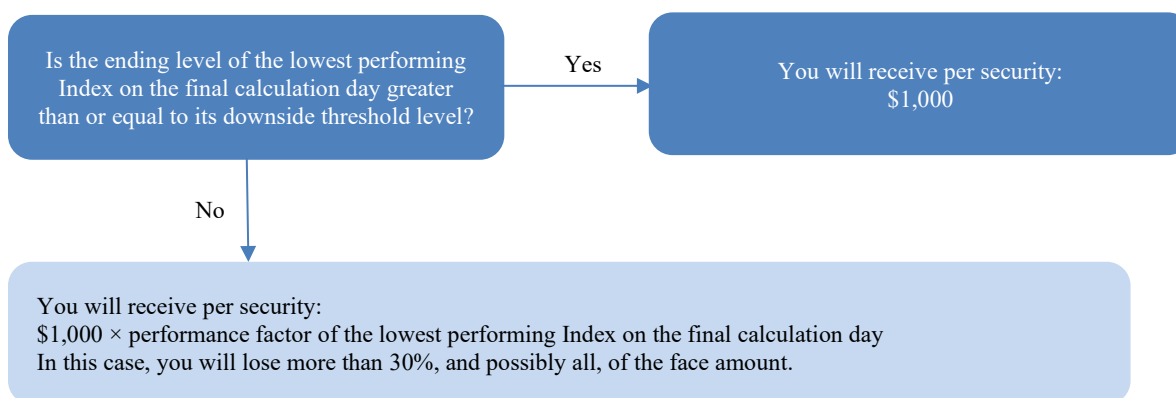 Is the ending level of the lowest performing
Index on the final calculation day greater
than or equal to its downside threshold level?
Yes
You will receive per security:
$1,000
No
You will receive per security:
$1,000 × performance factor of the lowest performing Index on the final calculation day
In this case, you will lose more than 30%, and possibly all, of the face amount.